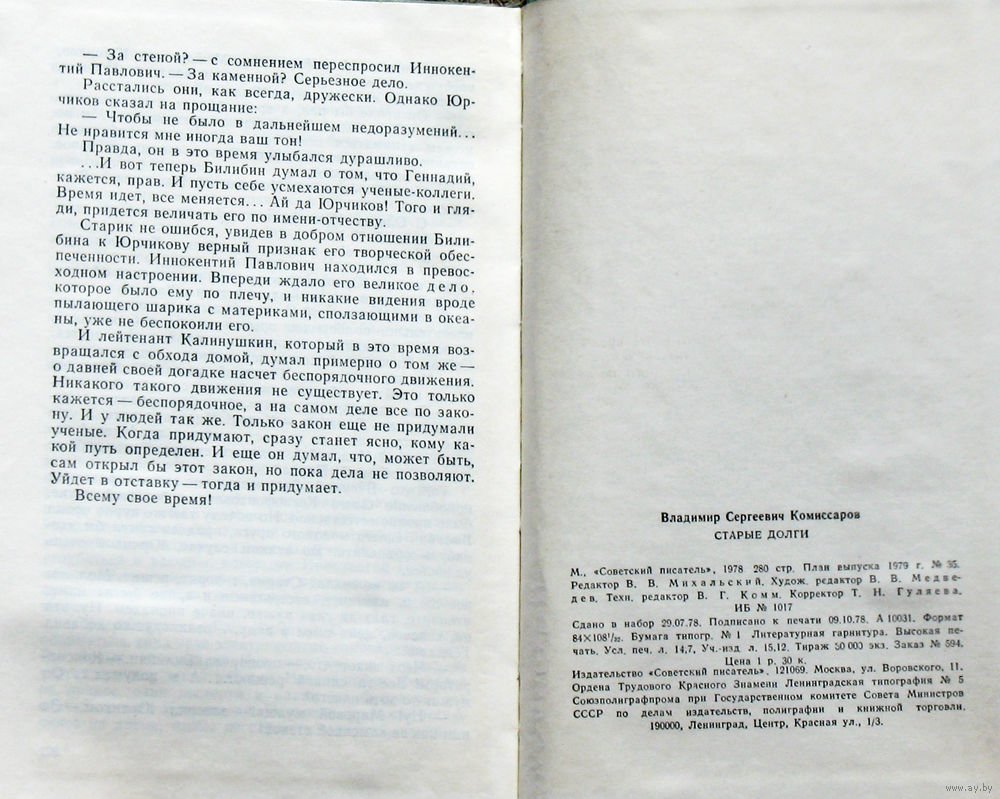 — За стеной? — с сомнением переспросил Иннокен-
тий Павлович. — За каменной? Серьезное дело.
Расстались они, как всегда, дружески. Однако Юр-
чиков сказал на прощание:
— Чтобы не было в дальнейшем недоразумений...
Не нравится мне иногда ваш тон!
Правда, он в это время улыбался дурашливо.
...И вот теперь Билибин думал о том, что Геннадий,
кажется, прав. И пусть себе усмехаются ученые-коллеги.
Время идет, все меняется... Ай да Юрчиков! Того и гля-
ди, придется величать его по имени-отчеству.
Старик не ошибся, увидев в добром отношении Били-
бина к Юрчикову верный признак его творческой обес-
печенности. Иннокентий Павлович находился в превос-
ходном настроении. Впереди ждало его великое дело,
которое было ему по плечу, и никакие видения вроде
пылающего шарика с материками, сползающими в океа-
ны, уже не беспокоили его.
И лейтенант Калинушкин, который в это время воз-
вращался с обхода домой, думал примерно о том же —
о давней своей догадке насчет беспорядочного движения.
Никакого такого движения не существует. Это только
кажется — беспорядочное, а на самом деле все по зако-
ну. И у людей так же. Только закон еще не придумали
ученые. Когда придумают, сразу станет ясно, кому ка-
кой путь определен. И еще он думал, что, может быть,
сам открыл бы этот закон, но пока дела не позволяют.
Уйдет в отставку — тогда и придумает.
Всему свое время!
Владимир Сергеевич Комиссаров
СТАРЫЕ ДОЛГИ
М., «Советский писатель», 1978 280 стр. План выпуска 1979 г. № 35.
Редактор В. В. Михальский. Худож. редактор В. В. Медве-
дев. Техн. редактор В. Г. Комм. Корректор Т. Н. Гуляева.
ИБ № 1017
Сдано в набор 29.07.78. Подписано к печати 09.10.78. А 10031. Формат
84×108¹/₃₂. Бумага типогр. № 1 Литературная гарнитура. Высокая пе-
чать. Усл. печ. л. 14,7. Уч.-изд л. 15,12. Тираж 30 000 экз. Заказ № 594.
Цена 1 р. 30 к.
Издательство «Советский писатель». 121069. Москва, ул. Воровского, 11.
Ордена Трудового Красного Знамени Ленинградская типография № 5
Союзполиграфпрома при Государственном комитете Совета Министров
СССР по делам издательств, полиграфии и книжной торговли.
190000, Ленинград, Центр, Красная ул., 1/3.
www.ay.by